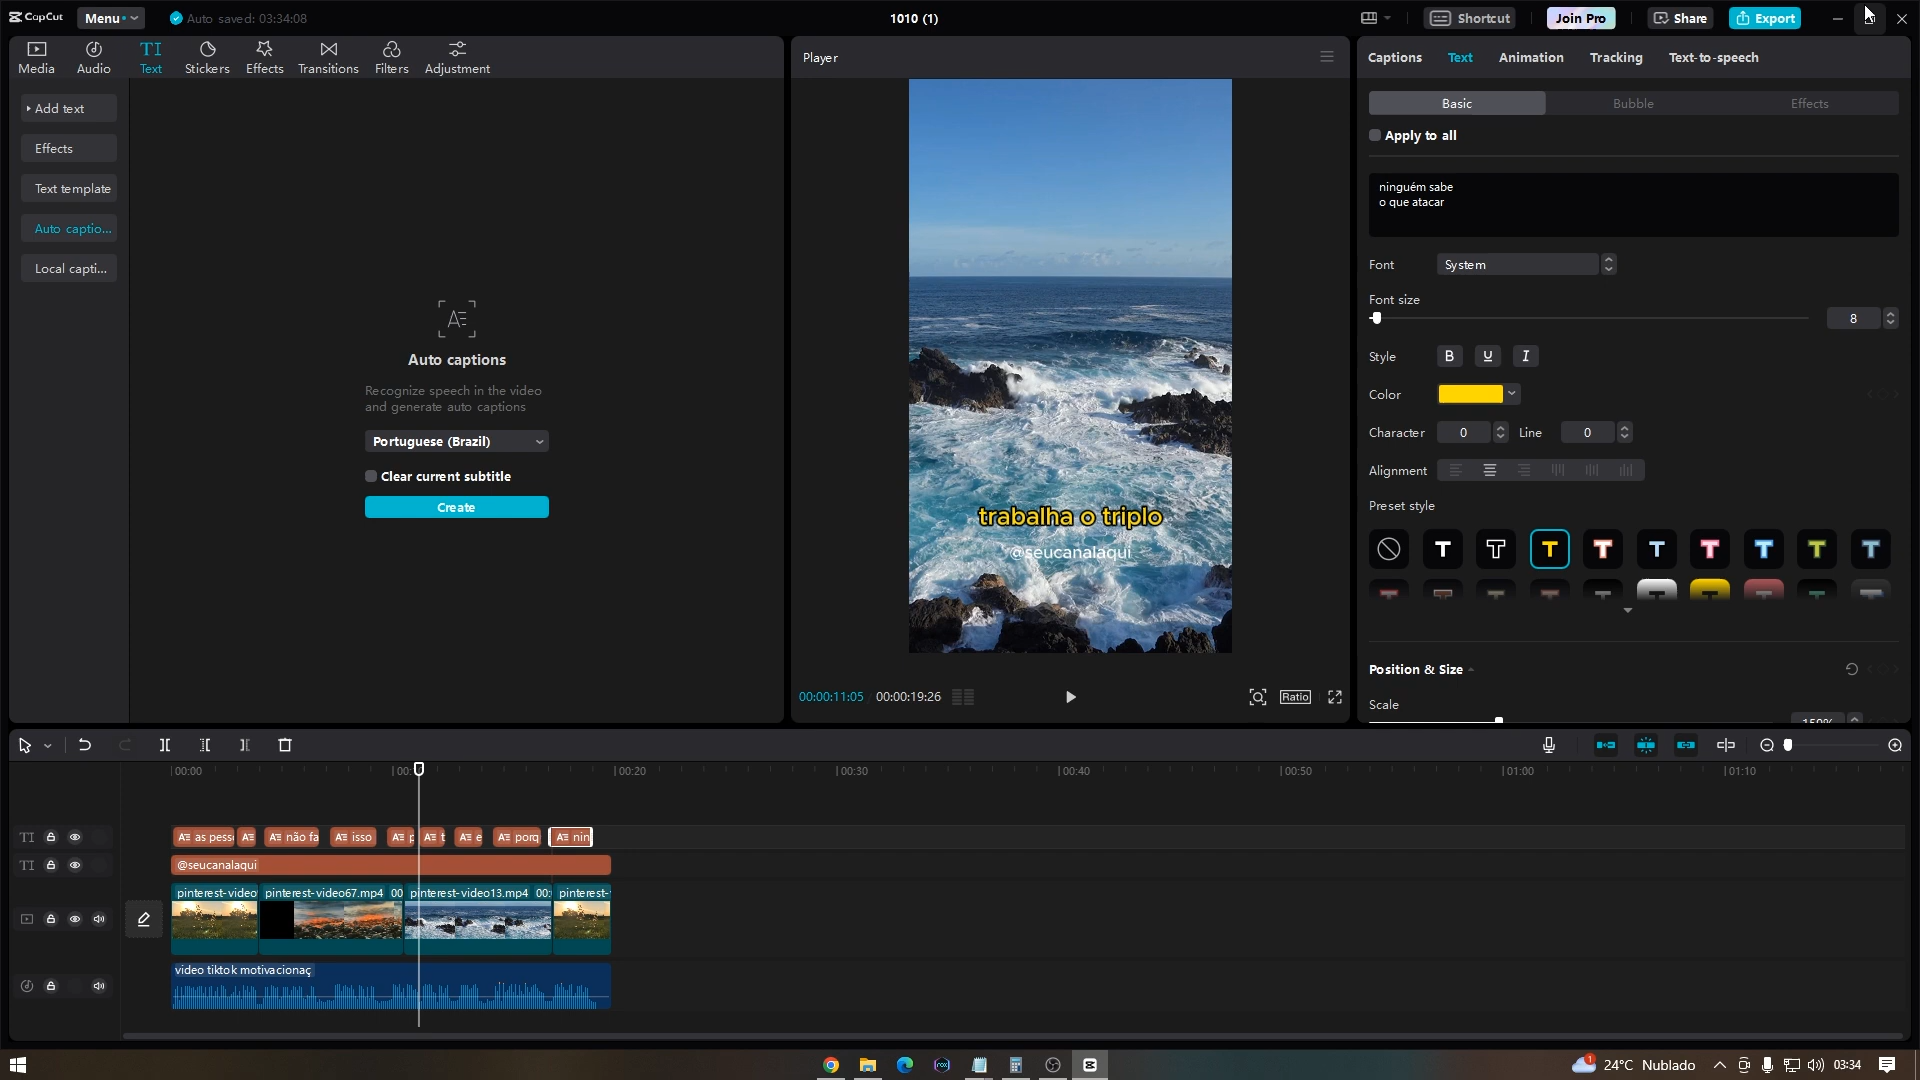 CapCut
Menu
Auto saved: 03:34:08
1010 (1)
Shortcut
Join Pro
Share
Export
Media
Audio
TI
Text
Stickers
Effects
Transitions
Filters
Adjustment
Add text
Effects
Text template
Auto captio...
Local capti...
Auto captions
Recognize speech in the video
and generate auto captions
Portuguese (Brazil)
Clear current subtitle
Create
Player
trabalha o triplo
@seucanalaqui
00:00:11:05
00:00:19:26
Ratio
Captions
Text
Animation
Tracking
Text-to-speech
Basic
Bubble
Effects
Apply to all
ninguém sabe
o que atacar
Font
System
Font size
8
Style
B U I
Color
Character
0
Line
0
Alignment
Preset style
T T T T T T T T T
Position & Size
Scale
150%
00:00
00:20
00:30
00:40
00:50
01:00
01:10
TI
as pess
não fa
isso
p
t
e
porq
nin
TI
@seucanalaqui
pinterest-video
pinterest-video67.mp4
00
pinterest-video13.mp4
00:
pinterest-
video tiktok motivacionaç
1
24°C
Nublado
03:34